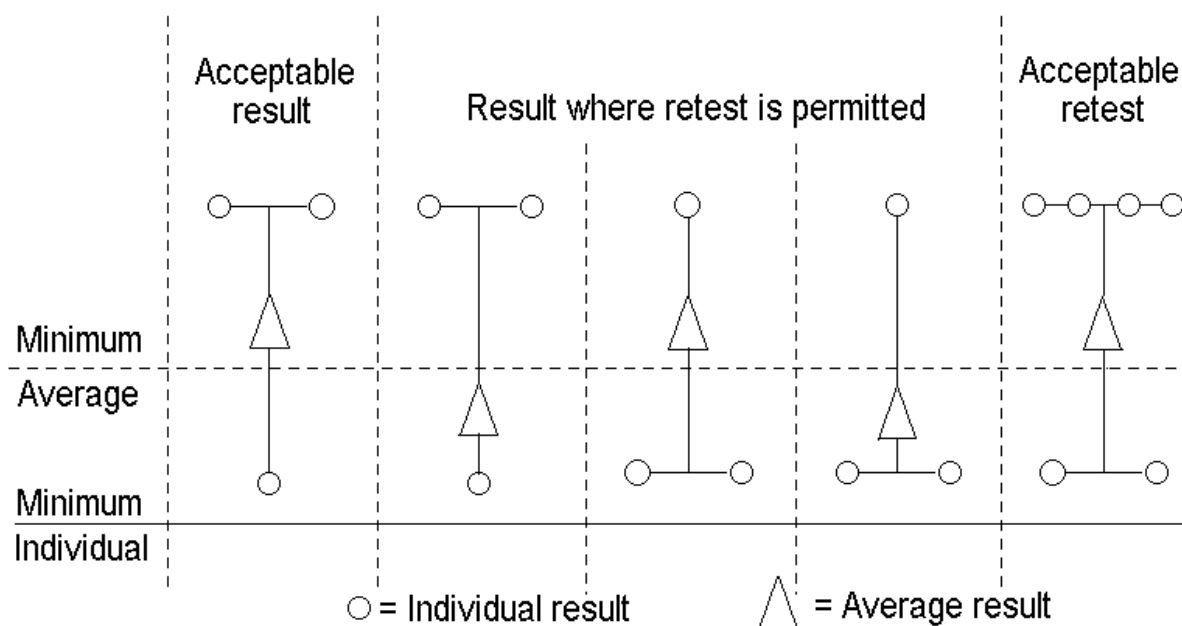 Acceptable
result
Result where retest is permitted
Acceptable
retest
Minimum
Average
Minimum
Individual
= Individual result
= Average result